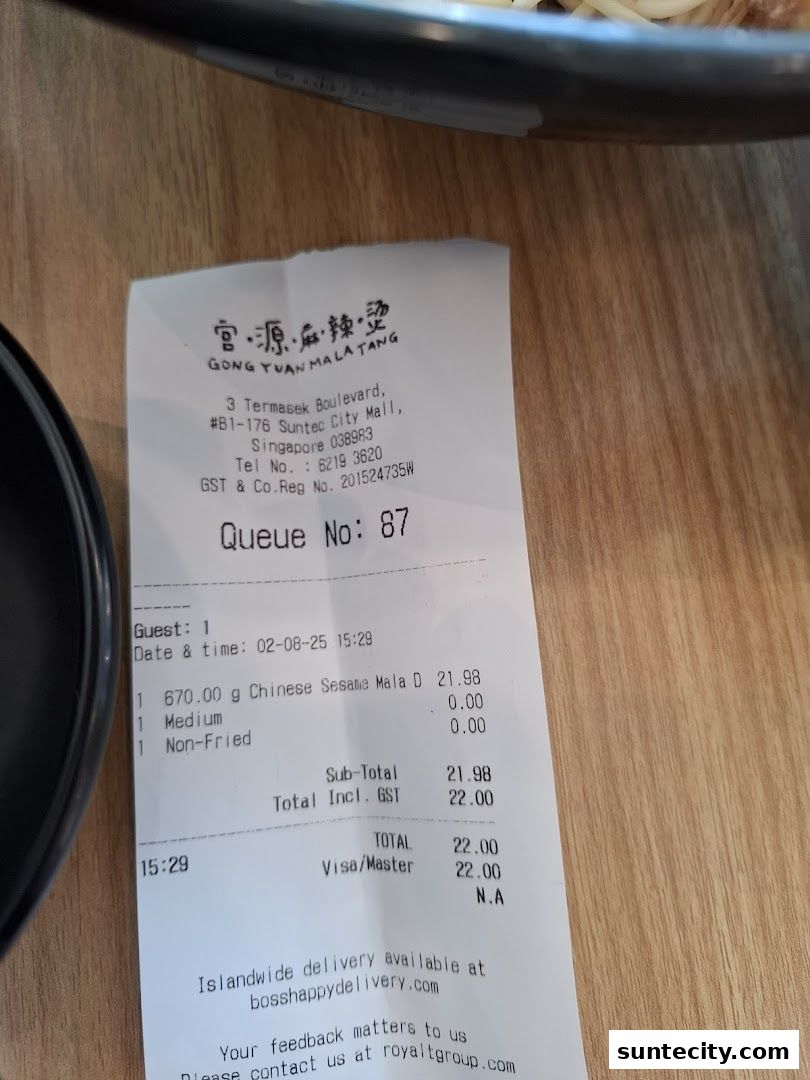 宫·源·麻·辣·烫
GONG YUAN MALA TANG
3 Termasek Boulevard,
#B1-176 Suntec City Mall,
Singapore 038983
Tel No. : 6219 3620
GST & Co.Reg No. 201524735W
Queue No: 87
Guest: 1
Date & time: 02-08-25 15:29
1 670.00 g Chinese Sesame Mala D 21.98
1 Medium 0.00
1 Non-Fried 0.00
Sub-Total 21.98
Total Incl. GST 22.00
TOTAL 22.00
15:29 Visa/Master 22.00
N.A
Islandwide delivery available at
bosshappydelivery.com
Your feedback matters to us
Please contact us at royaltgroup.com
suntecity.com